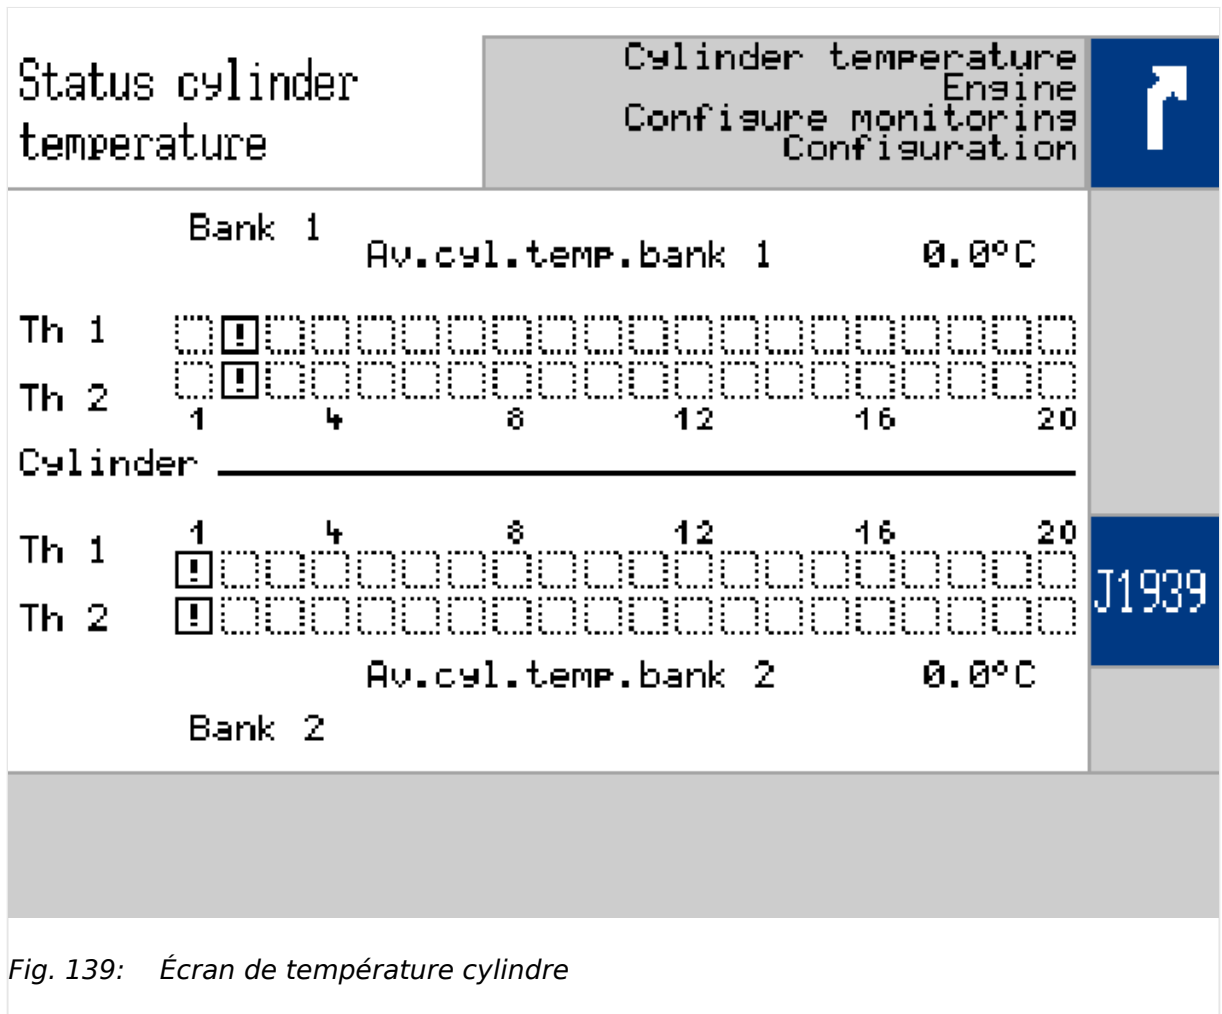 Status cylinder
temperature
Cylinder temperature
Engine
Configure monitoring
Configuration
Bank 1
Av.cyl.temp.bank 1 0.0°C
Th 1 !
Th 2 !
1 4 8 12 16 20
Cylinder
1 4 8 12 16 20
Th 1 !
Th 2 !
J1939
Av.cyl.temp.bank 2 0.0°C
Bank 2
Fig. 139: Écran de température cylindre